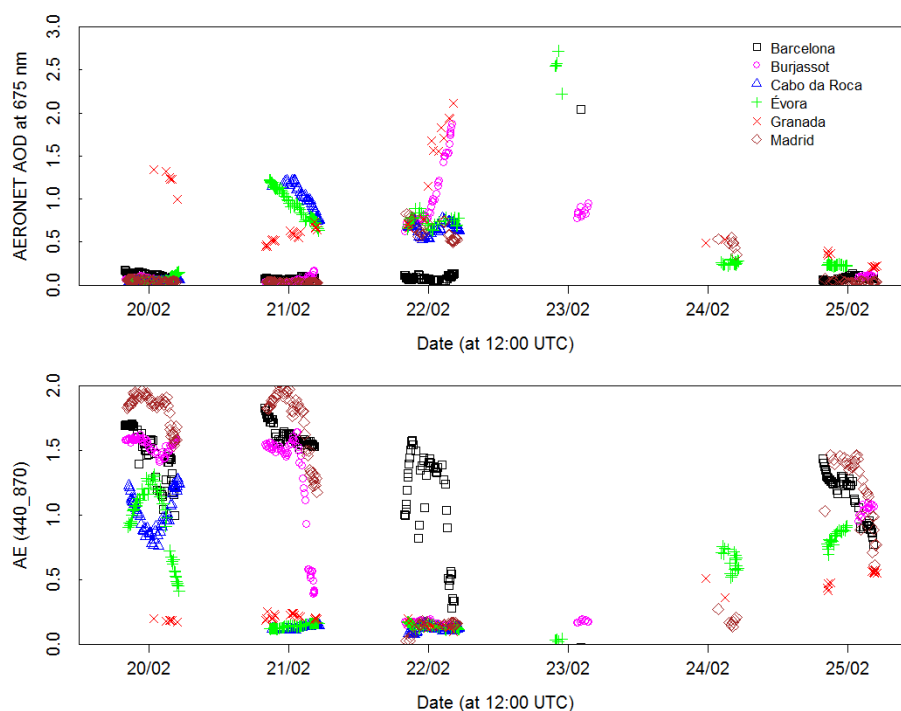 AERONET AOD at 675 nm
3.0
2.5
2.0
1.5
1.0
0.5
0.0
Barcelona
Burjassot
Cabo da Roca
Évora
Granada
Madrid
20/02 21/02 22/02 23/02 24/02 25/02
Date (at 12:00 UTC)
AE (440_870)
2.0
1.5
1.0
0.5
0.0
20/02 21/02 22/02 23/02 24/02 25/02
Date (at 12:00 UTC)